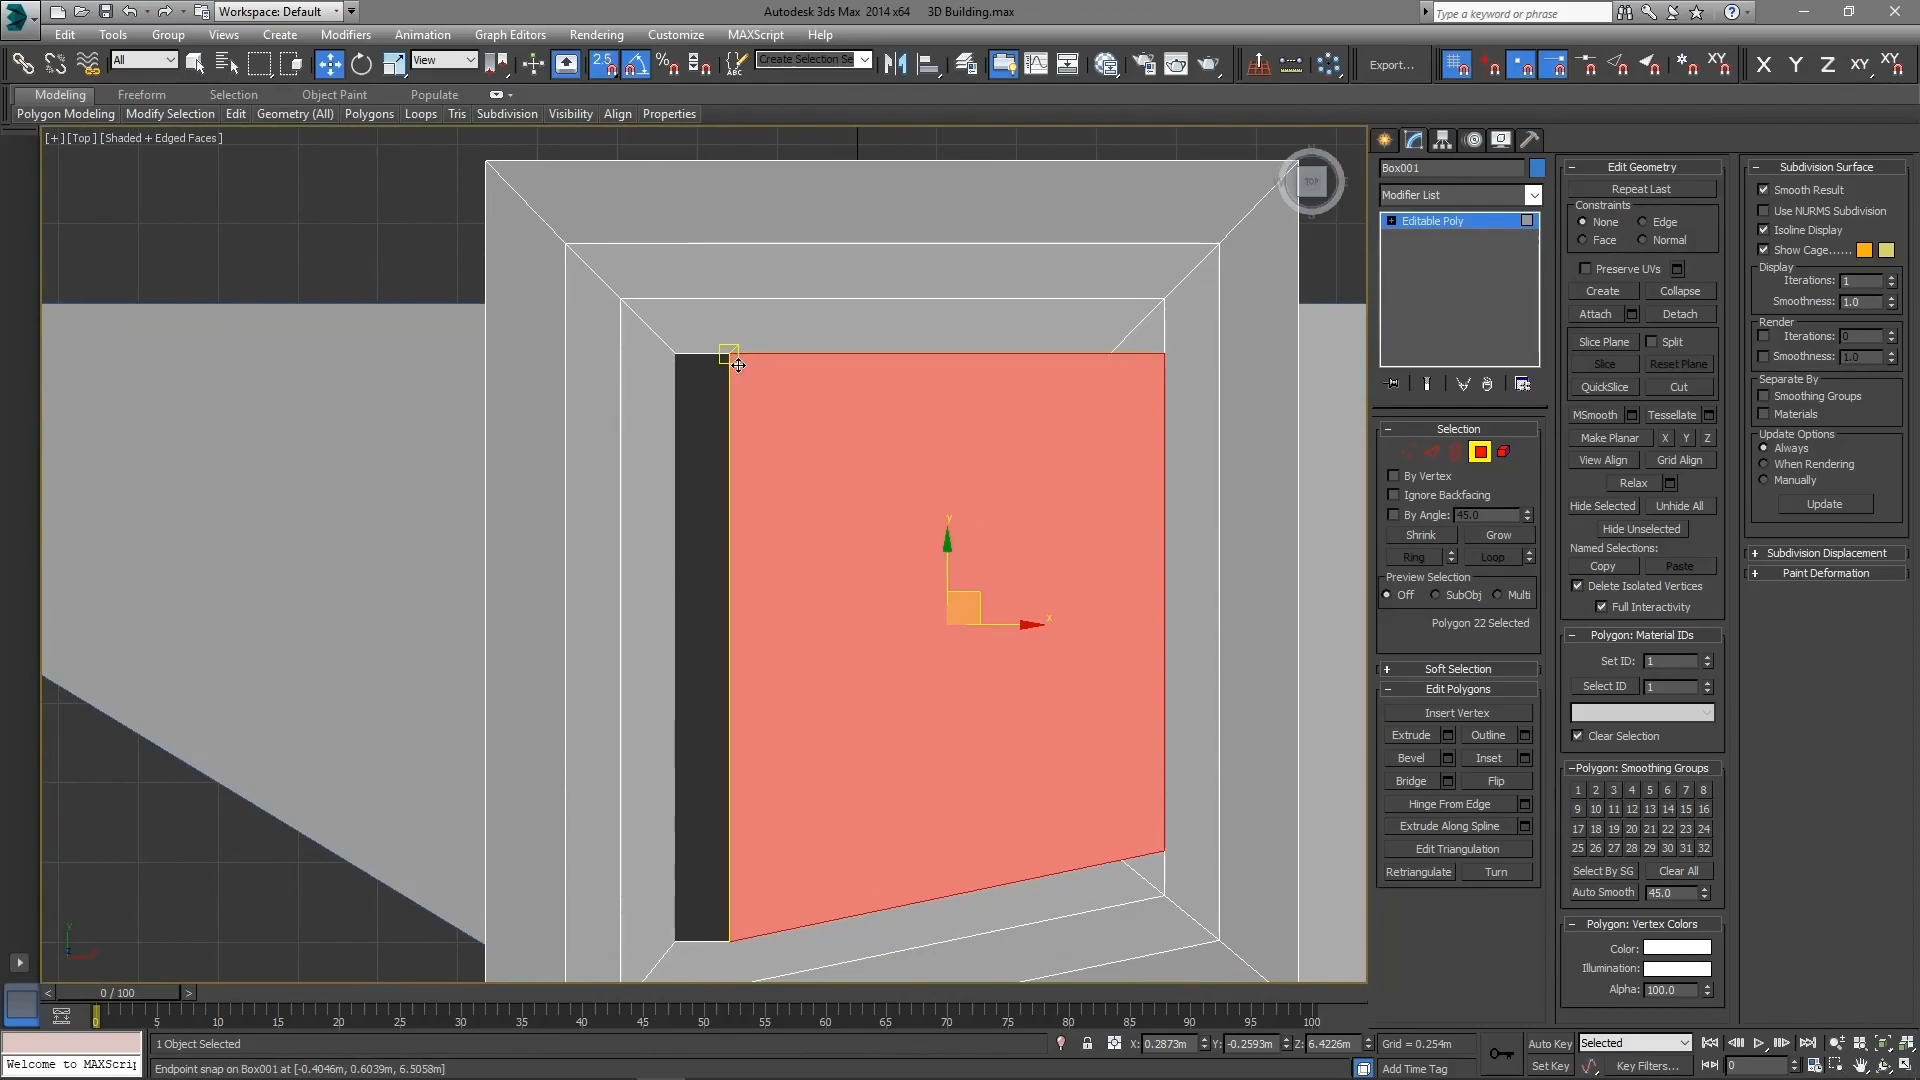 Workspace: Default
Autodesk 3ds Max 2014 x64 3D Building.max
Type a keyword or phrase
Edit Tools Group Views Create Modifiers Animation Graph Editors Rendering Customize MAXScript Help
All View 2.5 Create Selection Se Export... XY X Y Z XY XY
Modeling Freeform Selection Object Paint Populate
Polygon Modeling Modify Selection Edit Geometry (All) Polygons Loops Tris Subdivision Visibility Align Properties
[+] [Top] [Shaded + Edged Faces]
TOP
y
x
Box001
Modifier List
Editable Poly
Selection
By Vertex
Ignore Backfacing
By Angle: 45.0
Shrink Grow
Ring Loop
Preview Selection
Off SubObj Multi
Polygon 22 Selected
Soft Selection
Edit Polygons
Insert Vertex
Extrude Outline
Bevel Inset
Bridge Flip
Hinge From Edge
Extrude Along Spline
Edit Triangulation
Retriangulate Turn
Edit Geometry
Repeat Last
Constraints
None Edge
Face Normal
Preserve UVs
Create Collapse
Attach Detach
Slice Plane Split
Slice Reset Plane
QuickSlice Cut
MSmooth Tessellate
Make Planar X Y Z
View Align Grid Align
Relax
Hide Selected Unhide All
Hide Unselected
Named Selections:
Copy Paste
Delete Isolated Vertices
Full Interactivity
Polygon: Material IDs
Set ID: 1
Select ID 1
Clear Selection
Polygon: Smoothing Groups
1 2 3 4 5 6 7 8
9 10 11 12 13 14 15 16
17 18 19 20 21 22 23 24
25 26 27 28 29 30 31 32
Select By SG Clear All
Auto Smooth 45.0
Polygon: Vertex Colors
Color:
Illumination:
Alpha: 100.0
Subdivision Surface
Smooth Result
Use NURMS Subdivision
Isoline Display
Show Cage......
Display
Iterations: 1
Smoothness: 1.0
Render
Iterations: 0
Smoothness: 1.0
Separate By
Smoothing Groups
Materials
Update Options
Always
When Rendering
Manually
Update
Subdivision Displacement
Paint Deformation
0 / 100
0 5 10 15 20 25 30 35 40 45 50 55 60 65 70 75 80 85 90 95 100
1 Object Selected X: 0.2873m Y: -0.2593m Z: 6.4226m Grid = 0.254m Auto Key Selected
Welcome to MAXScrip Endpoint snap on Box001 at [-0.4046m, 0.6039m, 6.5058m] Add Time Tag Set Key Key Filters... 0